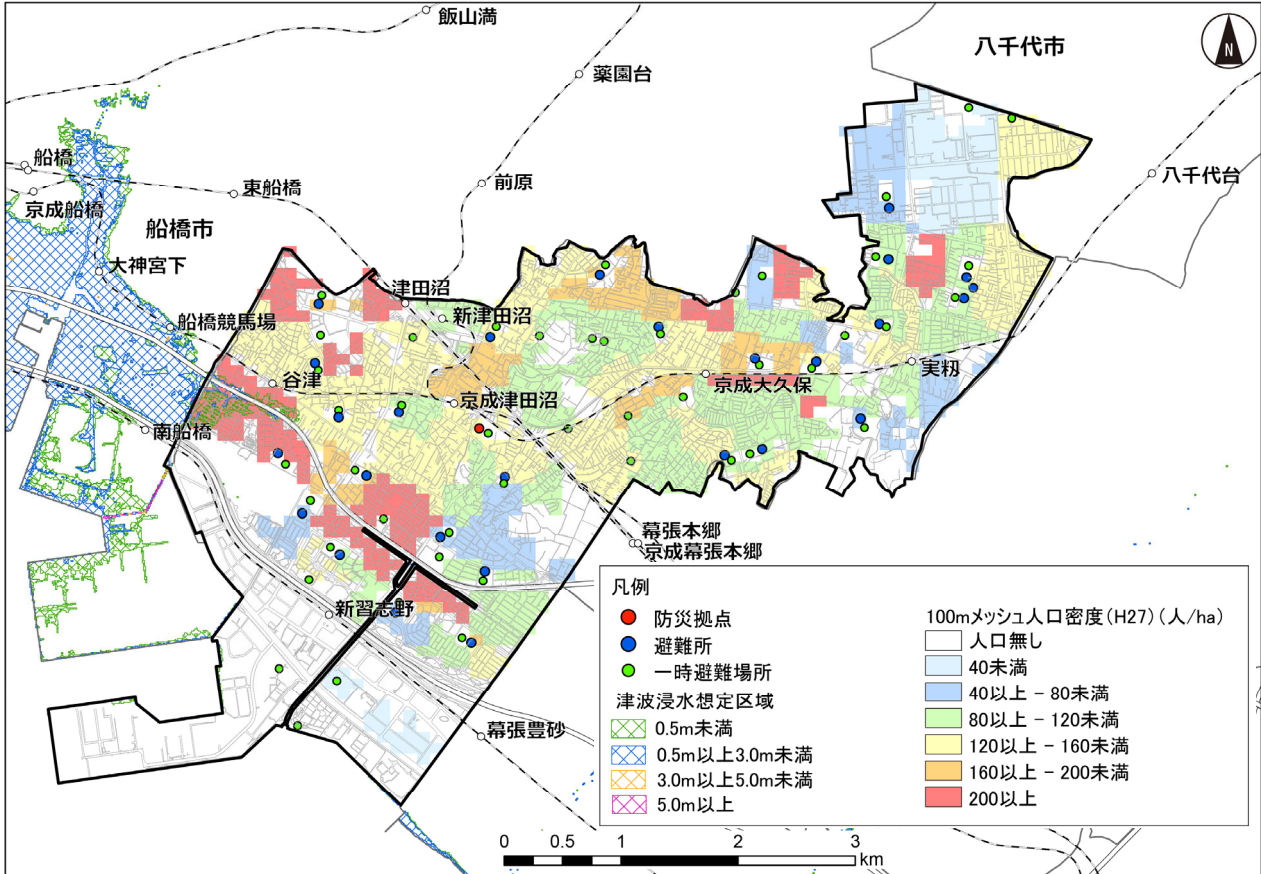 飯山満
八千代市
N
薬園台
船橋
東船橋
前原
八千代台
京成船橋
船橋市
大神宮下
津田沼
新津田沼
船橋競馬場
谷津
京成大久保
実籾
京成津田沼
南船橋
幕張本郷
京成幕張本郷
新習志野
幕張豊砂
凡例
防災拠点
避難所
一時避難場所
津波浸水想定区域
0.5m未満
0.5m以上3.0m未満
3.0m以上5.0m未満
5.0m以上
100mメッシュ人口密度(H27)(人/ha)
人口無し
40未満
40以上 - 80未満
80以上 - 120未満
120以上 - 160未満
160以上 - 200未満
200以上
0 0.5 1 2 3
km